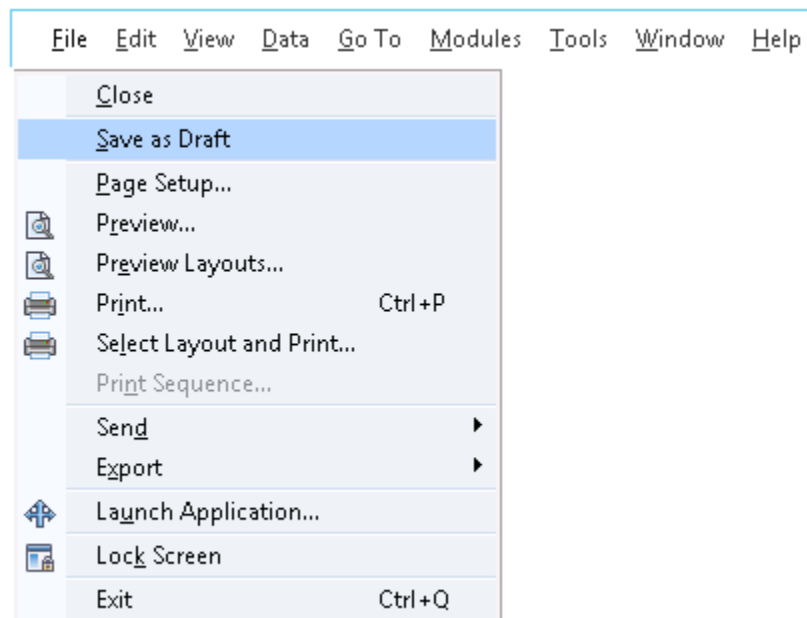 File Edit View Data Go To Modules Tools Window Help
Close
Save as Draft
Page Setup...
Preview...
Preview Layouts...
Print... Ctrl+P
Select Layout and Print...
Print Sequence...
Send
Export
Launch Application...
Lock Screen
Exit Ctrl+Q